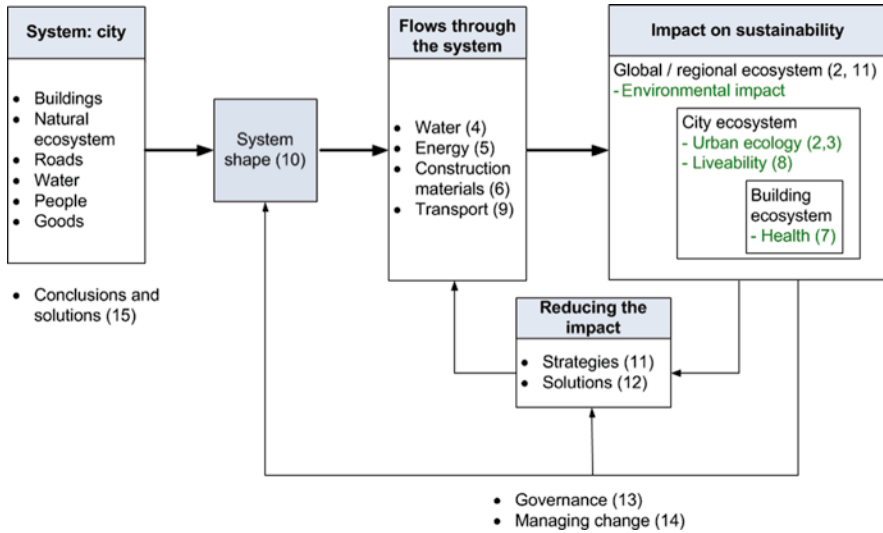 System: city
• Buildings
• Natural
ecosystem
• Roads
• Water
• People
• Goods
• Conclusions and
solutions (15)
System
shape (10)
Flows through
the system
• Water (4)
• Energy (5)
• Construction
materials (6)
• Transport (9)
Impact on sustainability
Global / regional ecosystem (2, 11)
- Environmental impact
City ecosystem
- Urban ecology (2,3)
- Liveability (8)
Building
ecosystem
- Health (7)
Reducing the
impact
• Strategies (11)
• Solutions (12)
• Governance (13)
• Managing change (14)